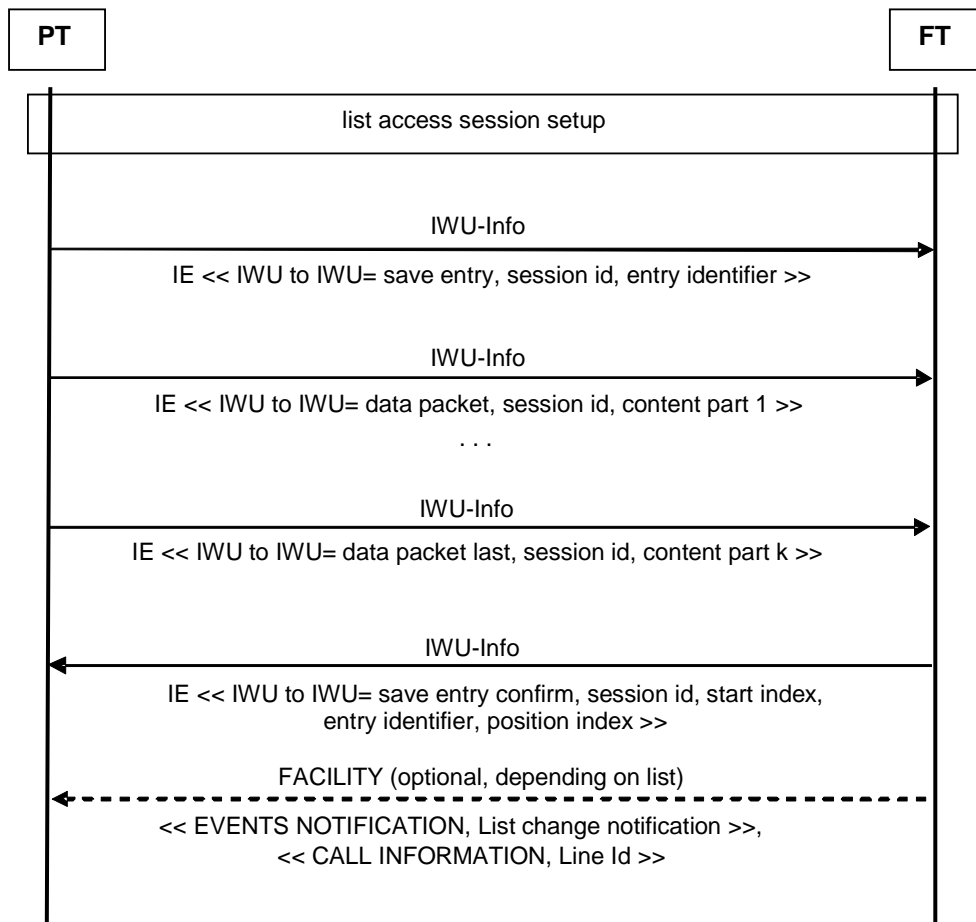 PT
FT
list access session setup
IWU-Info
IE << IWU to IWU= save entry, session id, entry identifier >>
IWU-Info
IE << IWU to IWU= data packet, session id, content part 1 >>
. . .
IWU-Info
IE << IWU to IWU= data packet last, session id, content part k >>
IWU-Info
IE << IWU to IWU= save entry confirm, session id, start index,
entry identifier, position index >>
FACILITY (optional, depending on list)
<< EVENTS NOTIFICATION, List change notification >>,
<< CALL INFORMATION, Line Id >>